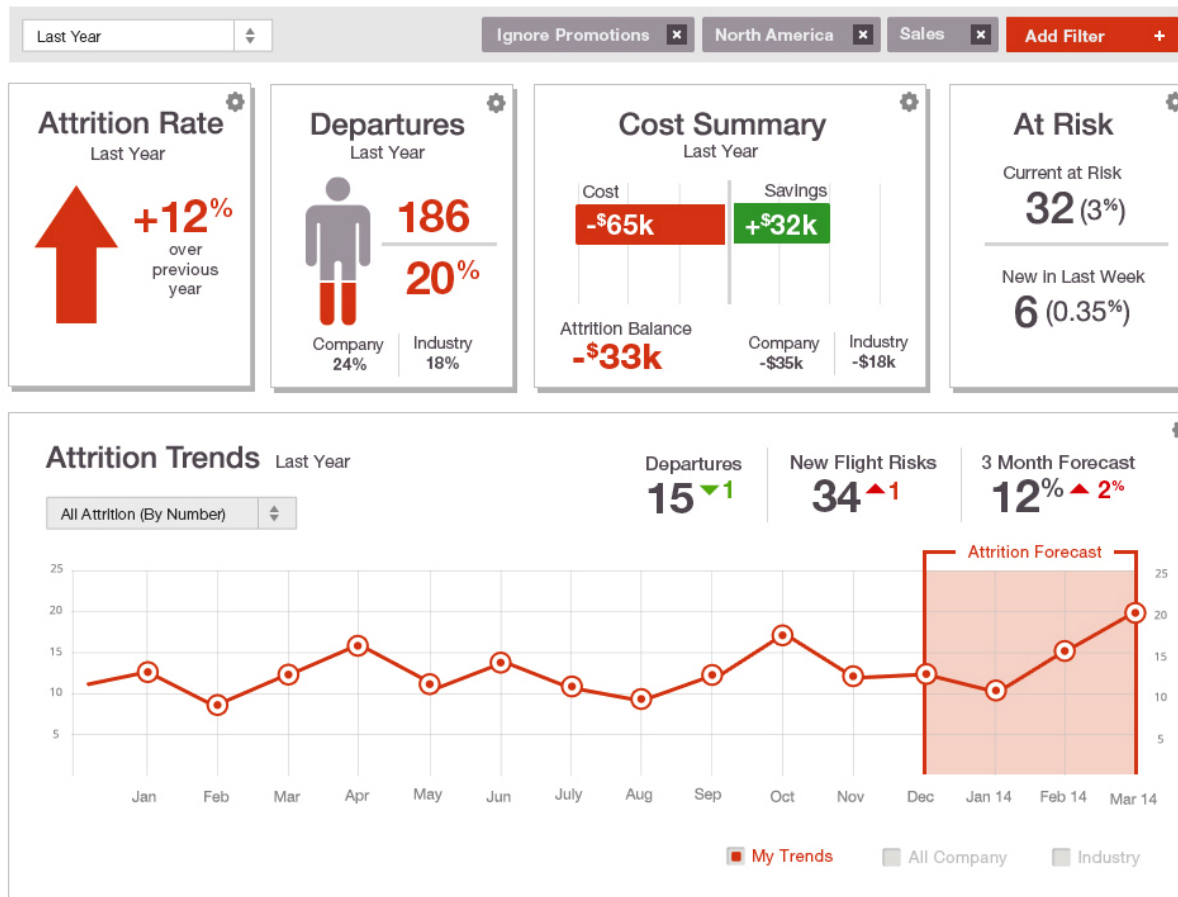 Last Year
Ignore Promotions x North America x Sales x Add Filter +
Attrition Rate
Last Year
+12%
over
previous
year
Departures
Last Year
186
20%
Company Industry
24% 18%
Cost Summary
Last Year
Cost Savings
-$65k +$32k
Attrition Balance
-$33k
Company Industry
-$35k -$18k
At Risk
Current at Risk
32 (3%)
New in Last Week
6 (0.35%)
Attrition Trends Last Year
All Attrition (By Number)
Departures
15 ▼1
New Flight Risks
34 ▲1
3 Month Forecast
12% ▲ 2%
Attrition Forecast
25 25
20 20
15 15
10 10
5 5
Jan Feb Mar Apr May Jun July Aug Sep Oct Nov Dec Jan 14 Feb 14 Mar 14
My Trends All Company Industry